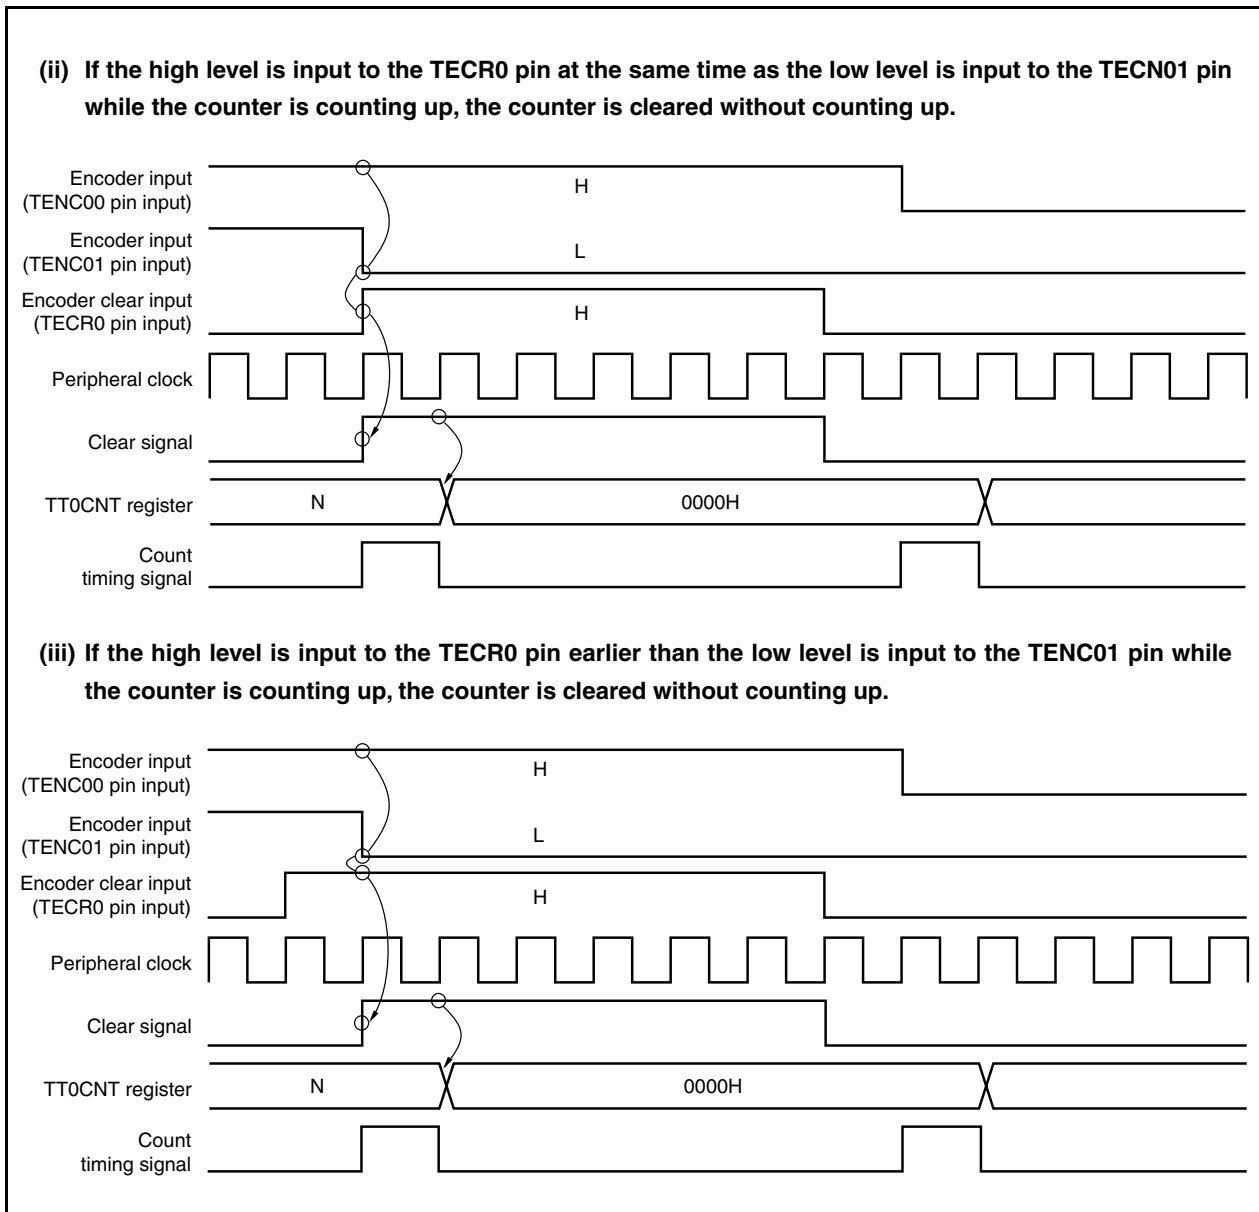 (ii) If the high level is input to the TECR0 pin at the same time as the low level is input to the TECN01 pin
while the counter is counting up, the counter is cleared without counting up.
Encoder input
(TENC00 pin input)
H
Encoder input
(TENC01 pin input)
L
Encoder clear input
(TECR0 pin input)
H
Peripheral clock
Clear signal
TT0CNT register
N
0000H
Count
timing signal
(iii) If the high level is input to the TECR0 pin earlier than the low level is input to the TENC01 pin while
the counter is counting up, the counter is cleared without counting up.
Encoder input
(TENC00 pin input)
H
Encoder input
(TENC01 pin input)
L
Encoder clear input
(TECR0 pin input)
H
Peripheral clock
Clear signal
TT0CNT register
N
0000H
Count
timing signal